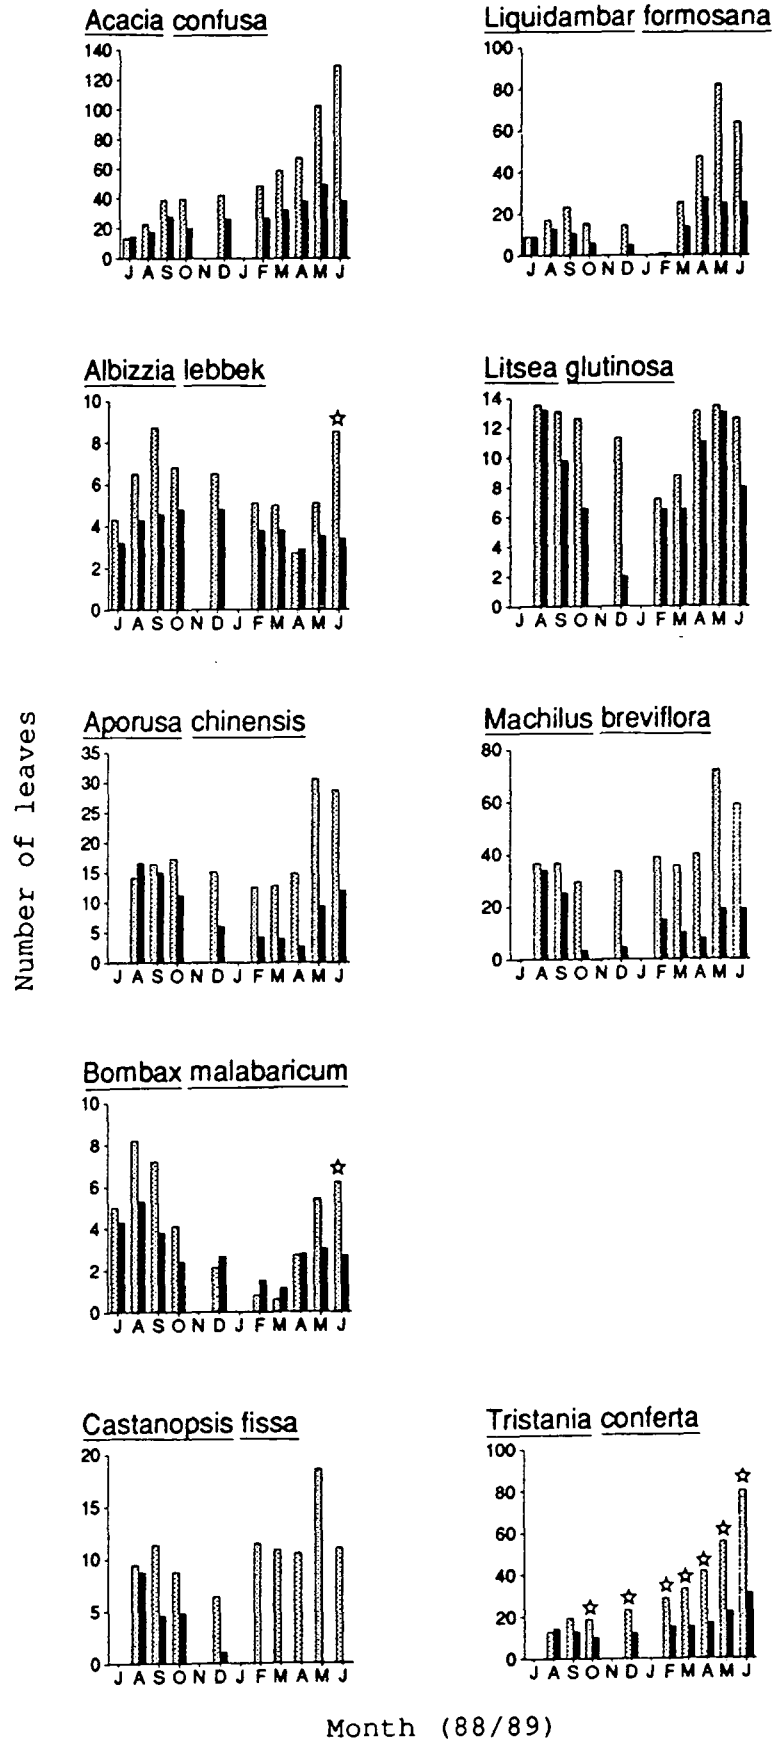 Acacia confusa
140
120
100
80
60
40
20
0
J A S O N D J F M A M J
Liquidambar formosana
100
80
60
40
20
0
J A S O N D J F M A M J
Albizzia lebbek
10
8
6
4
2
0
J A S O N D J F M A M J
Litsea glutinosa
14
12
10
8
6
4
2
0
J A S O N D J F M A M J
Number of leaves
Aporusa chinensis
35
30
25
20
15
10
5
0
J A S O N D J F M A M J
Machilus breviflora
80
60
40
20
0
J A S O N D J F M A M J
Bombax malabaricum
10
8
6
4
2
0
J A S O N D J F M A M J
Castanopsis fissa
20
15
10
5
0
J A S O N D J F M A M J
Tristania conferta
100
80
60
40
20
0
J A S O N D J F M A M J
Month (88/89)